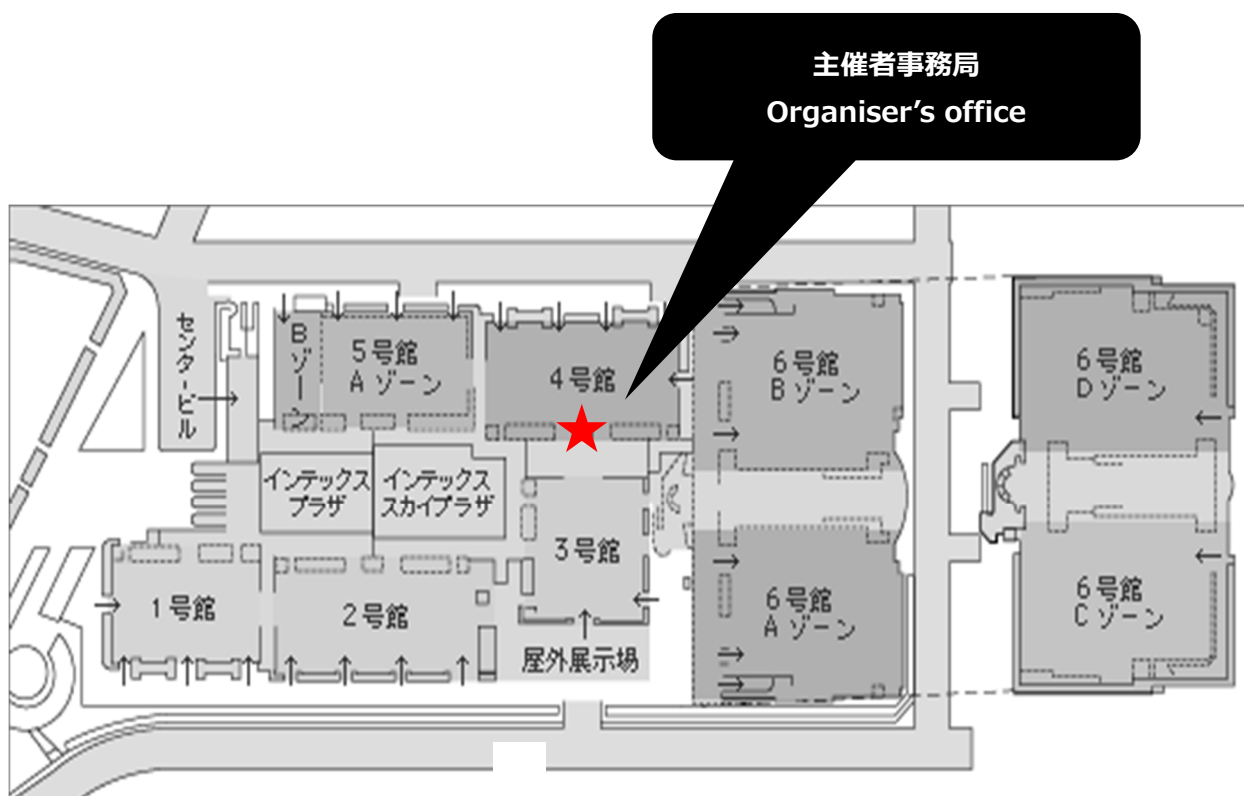 主催者事務局
Organiser’s office
センタービル
Bゾーン
5号館
Aゾーン
4号館
6号館
Bゾーン
6号館
Dゾーン
インテックス
プラザ
インテックス
スカイプラザ
3号館
1号館
2号館
6号館
Aゾーン
6号館
Cゾーン
屋外展示場